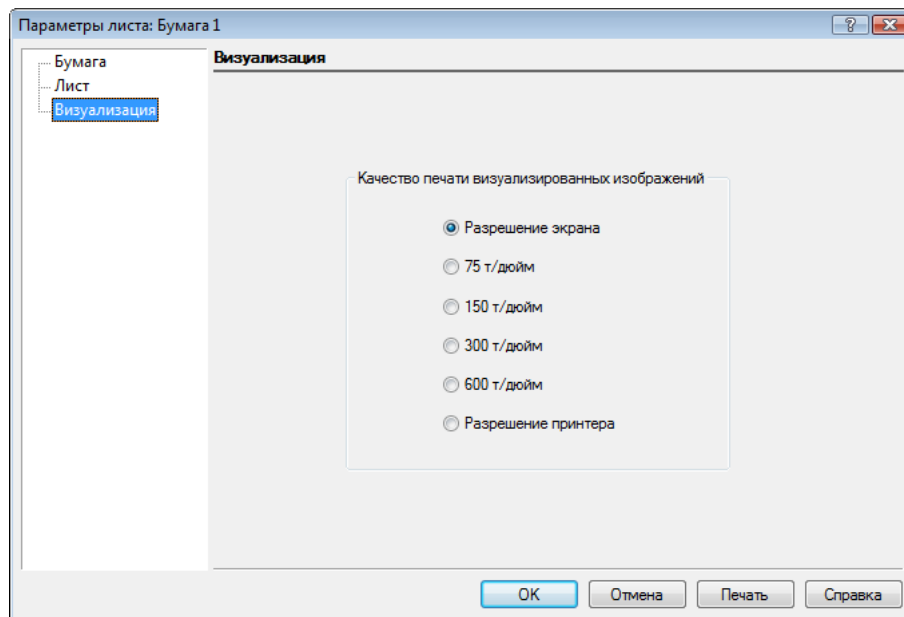 Параметры листа: Бумага 1
Бумага
Лист
Визуализация
Визуализация
Качество печати визуализированных изображений
Разрешение экрана
75 т/дюйм
150 т/дюйм
300 т/дюйм
600 т/дюйм
Разрешение принтера
OK
Отмена
Печать
Справка